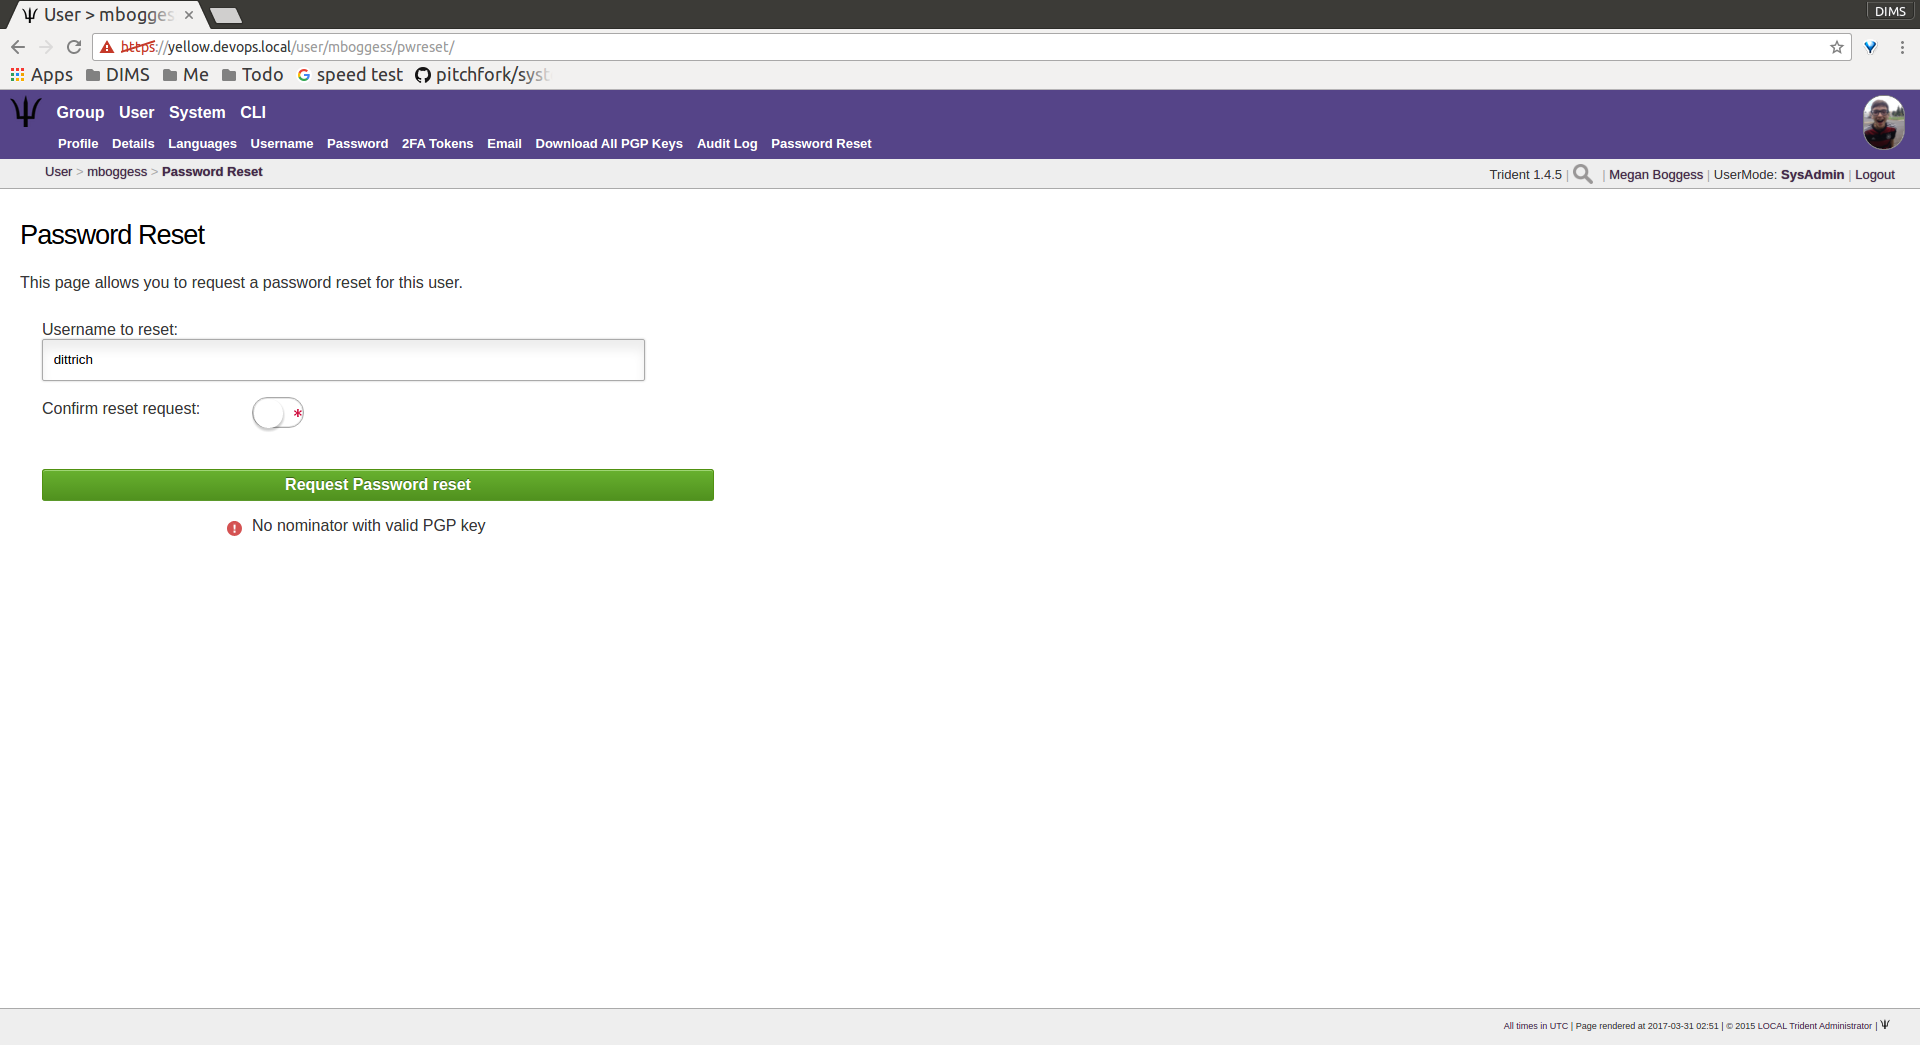 User > mbogges
DIMS
https://yellow.devops.local/user/mboggess/pwreset/
Apps DIMS Me Todo speed test pitchfork/syst
Group User System CLI
Profile Details Languages Username Password 2FA Tokens Email Download All PGP Keys Audit Log Password Reset
User > mboggess > Password Reset
Trident 1.4.5 | | Megan Boggess | UserMode: SysAdmin | Logout
Password Reset
This page allows you to request a password reset for this user.
Username to reset:
dittrich
Confirm reset request: *
Request Password reset
No nominator with valid PGP key
All times in UTC | Page rendered at 2017-03-31 02:51 | © 2015 LOCAL Trident Administrator |